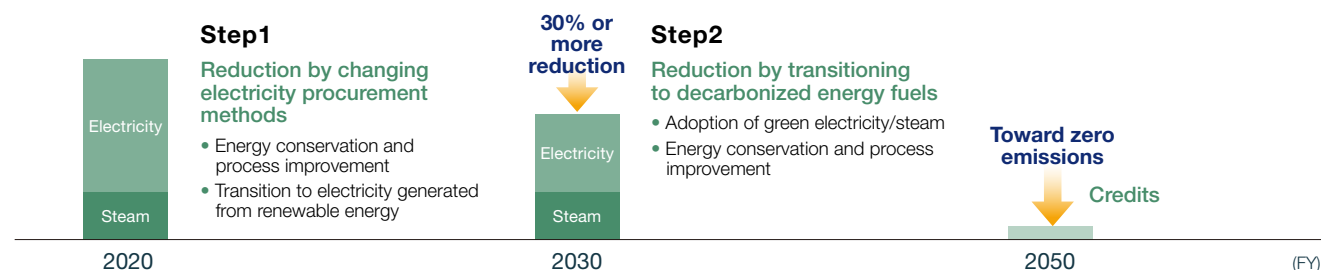 Step1
Reduction by changing
electricity procurement
methods
• Energy conservation and
process improvement
• Transition to electricity generated
from renewable energy
Electricity
Steam
2020
30% or
more
reduction
Electricity
Steam
2030
Step2
Reduction by transitioning
to decarbonized energy fuels
• Adoption of green electricity/steam
• Energy conservation and process
improvement
Toward zero
emissions
Credits
2050
(FY)